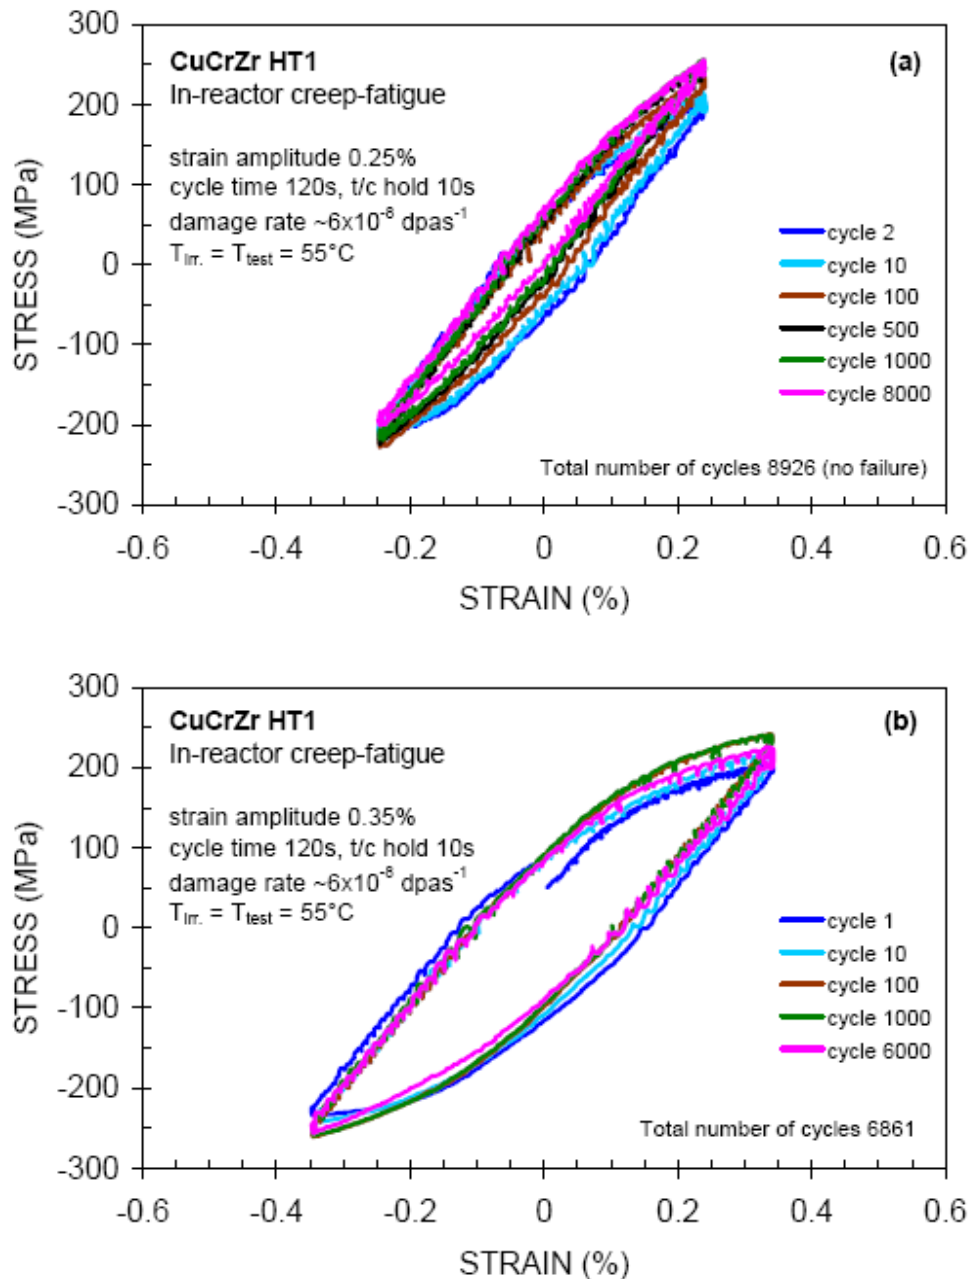 300
200
100
0
-100
-200
-300
STRESS (MPa)
CuCrZr HT1
In-reactor creep-fatigue
(a)
strain amplitude 0.25%
cycle time 120s, t/c hold 10s
damage rate ~6x10⁻⁸ dpas⁻¹
T_Irr. = T_test = 55°C
cycle 2
cycle 10
cycle 100
cycle 500
cycle 1000
cycle 8000
Total number of cycles 8926 (no failure)
-0.6 -0.4 -0.2 0 0.2 0.4 0.6
STRAIN (%)
300
200
100
0
-100
-200
-300
STRESS (MPa)
CuCrZr HT1
In-reactor creep-fatigue
(b)
strain amplitude 0.35%
cycle time 120s, t/c hold 10s
damage rate ~6x10⁻⁸ dpas⁻¹
T_Irr. = T_test = 55°C
cycle 1
cycle 10
cycle 100
cycle 1000
cycle 6000
Total number of cycles 6861
-0.6 -0.4 -0.2 0 0.2 0.4 0.6
STRAIN (%)